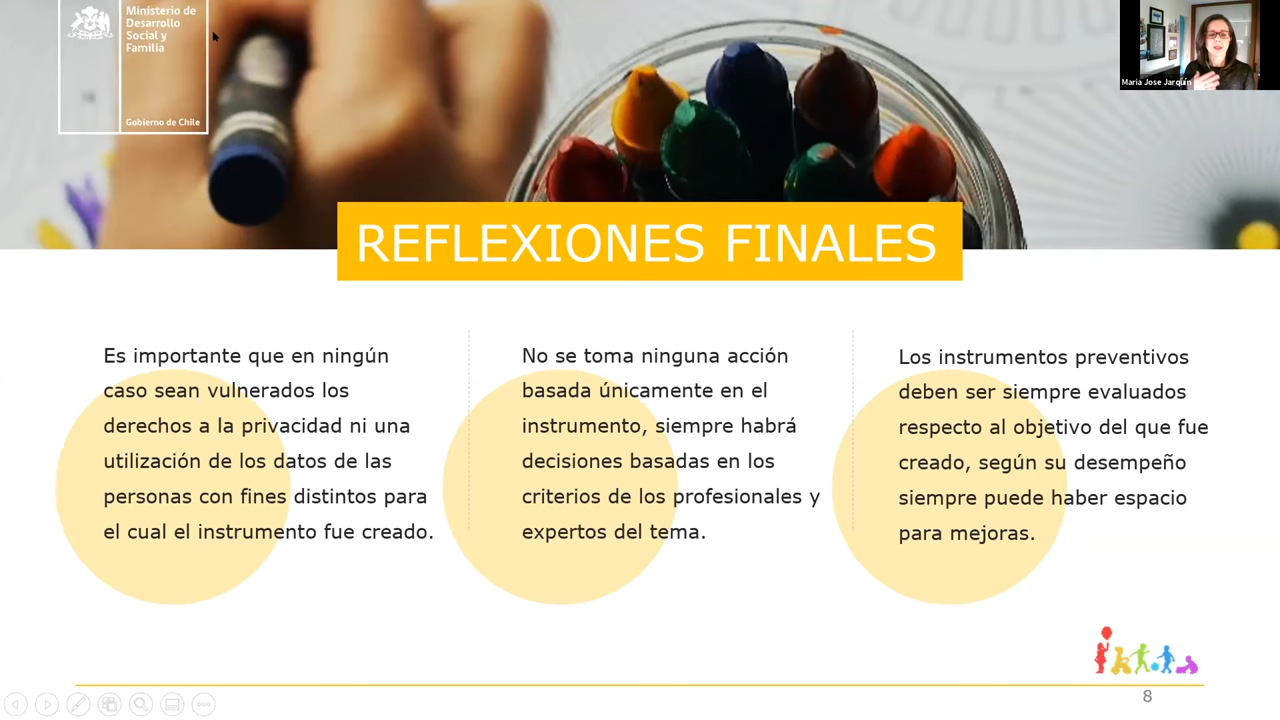 Ministerio de
Desarrollo
Social y
Familia
Gobierno de Chile
Maria Jose Jarquín
REFLEXIONES FINALES
Es importante que en ningún
caso sean vulnerados los
derechos a la privacidad ni una
utilización de los datos de las
personas con fines distintos para
el cual el instrumento fue creado.
No se toma ninguna acción
basada únicamente en el
instrumento, siempre habrá
decisiones basadas en los
criterios de los profesionales y
expertos del tema.
Los instrumentos preventivos
deben ser siempre evaluados
respecto al objetivo del que fue
creado, según su desempeño
siempre puede haber espacio
para mejoras.
8